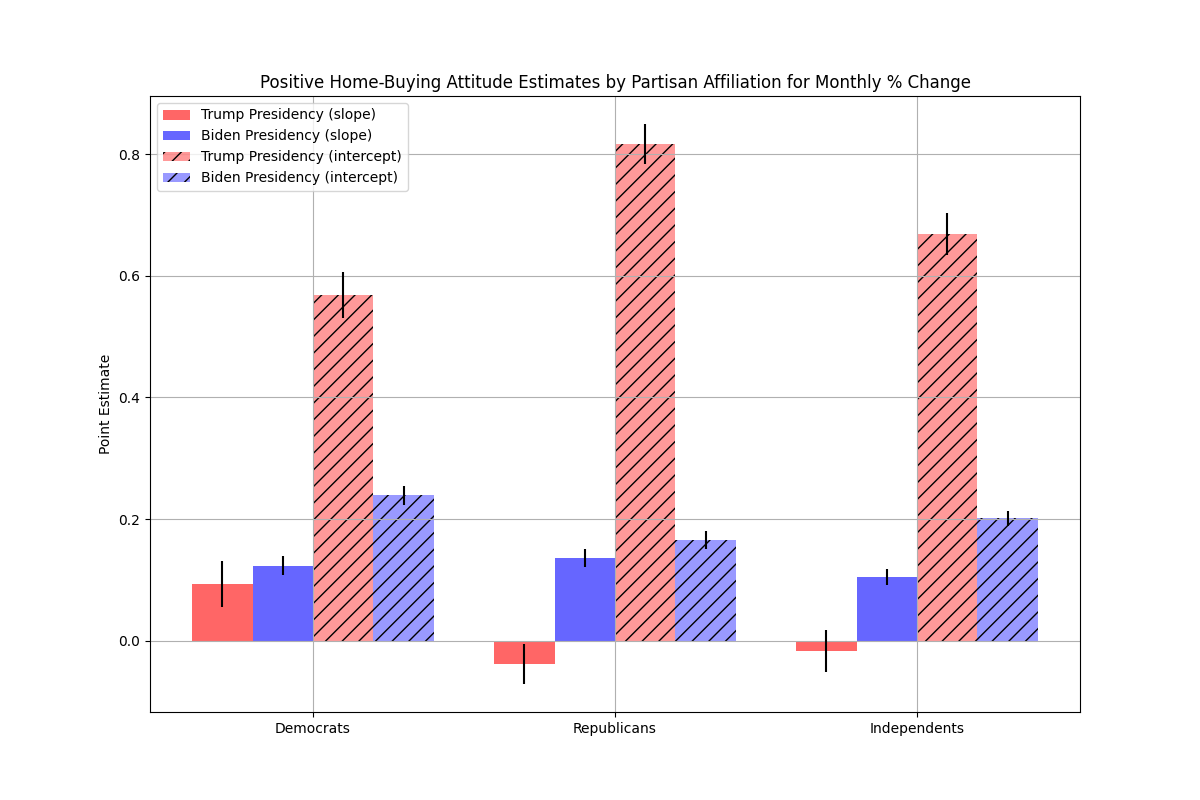 Positive Home-Buying Attitude Estimates by Partisan Affiliation for Monthly % Change
Trump Presidency (slope)
Biden Presidency (slope)
Trump Presidency (intercept)
Biden Presidency (intercept)
Point Estimate
0.8
0.6
0.4
0.2
0.0
Democrats
Republicans
Independents